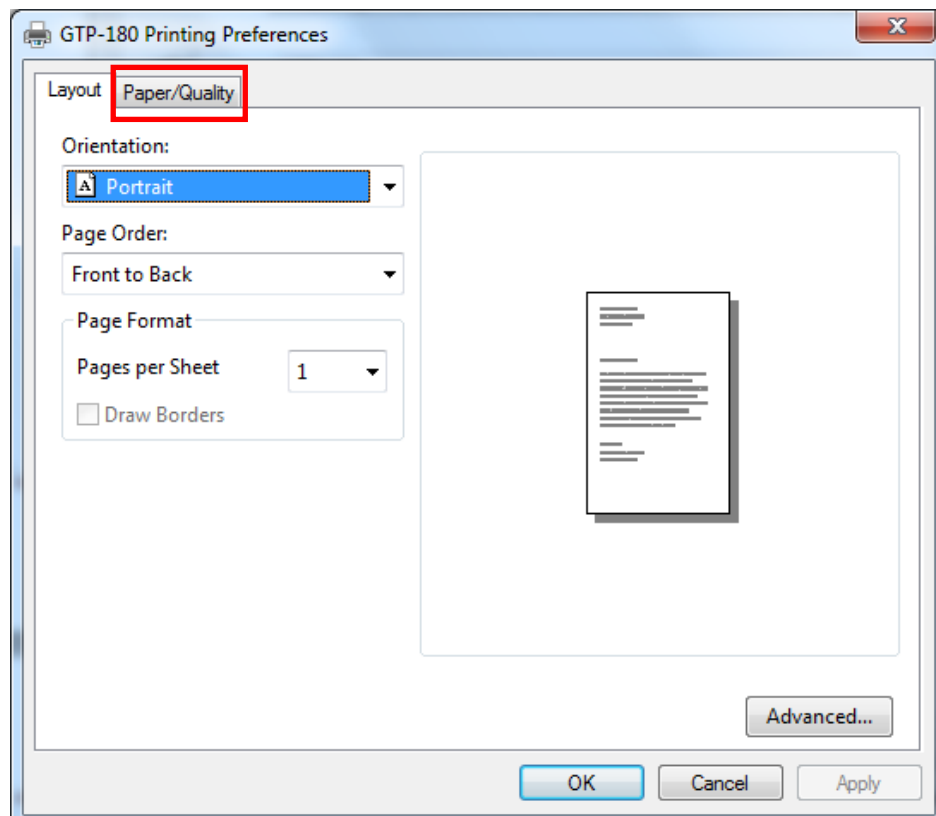 GTP-180 Printing Preferences
Layout Paper/Quality
Orientation:
A Portrait
Page Order:
Front to Back
Page Format
Pages per Sheet 1
Draw Borders
Advanced...
OK Cancel Apply